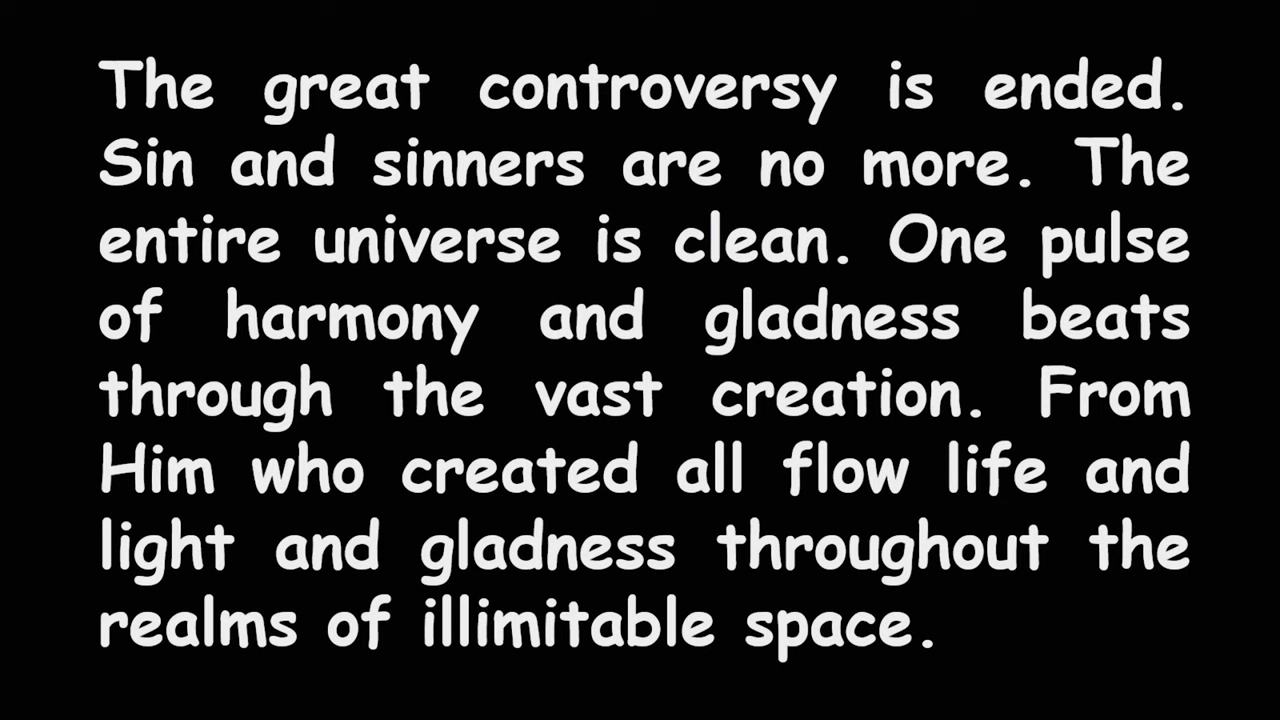 The great controversy is ended.
Sin and sinners are no more. The
entire universe is clean. One pulse
of harmony and gladness beats
through the vast creation. From
Him who created all flow life and
light and gladness throughout the
realms of illimitable space.